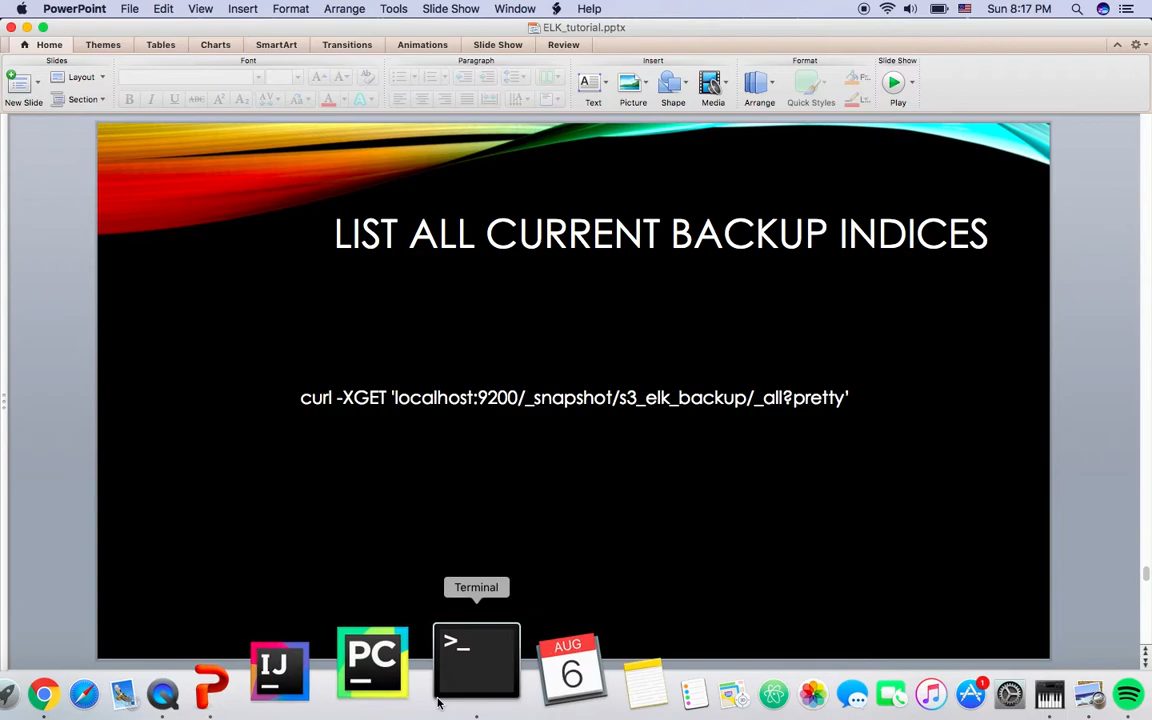 PowerPoint File Edit View Insert Format Arrange Tools Slide Show Window Help Sun 8:17 PM
ELK_tutorial.pptx
Home Themes Tables Charts SmartArt Transitions Animations Slide Show Review
Slides Font Paragraph Insert Format Slide Show
Layout
New Slide Section Text Picture Shape Media Arrange Quick Styles Play
LIST ALL CURRENT BACKUP INDICES
curl -XGET 'localhost:9200/_snapshot/s3_elk_backup/_all?pretty'
Terminal
IJ
PC
>_
AUG
6
1